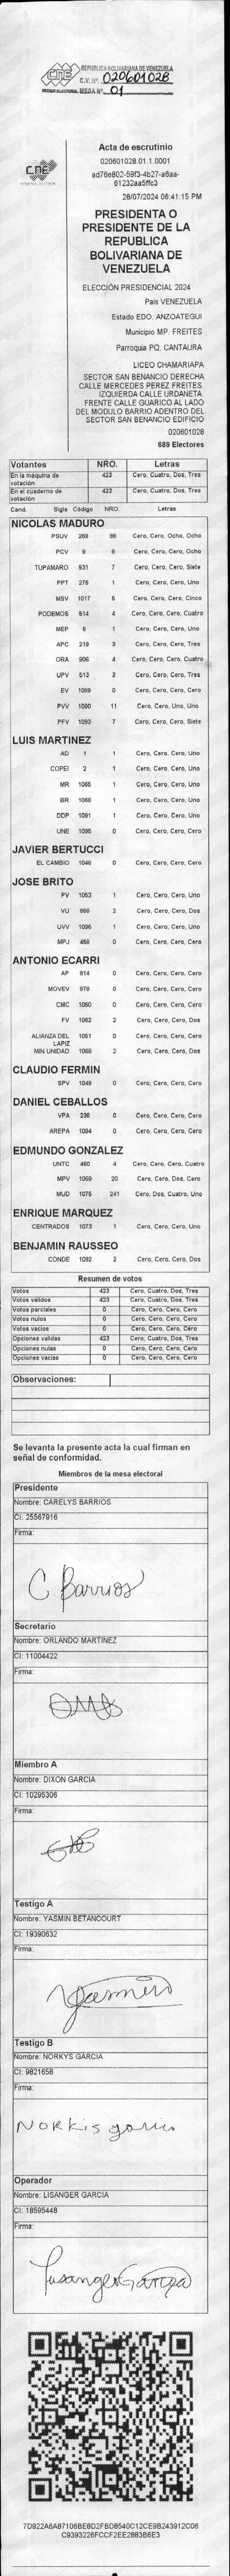 CNE
PODER ELECTORAL
REPUBLICA BOLIVARIANA DE VENEZUELA
C.V. Nº. 020601028
MESA Nº 01
Acta de escrutinio
020601028.01.1.0001
ad76e802-59f3-4b27-a6aa-
61232aa5ffc3
28/07/2024 06:41:15 PM
PRESIDENTA O
PRESIDENTE DE LA
REPUBLICA
BOLIVARIANA DE
VENEZUELA
ELECCIÓN PRESIDENCIAL 2024
País VENEZUELA
Estado EDO. ANZOATEGUI
Municipio MP. FREITES
Parroquia PQ. CANTAURA
LICEO CHAMARIAPA
SECTOR SAN BENANCIO DERECHA
CALLE MERCEDES PEREZ FREITES.
IZQUIERDA CALLE URDANETA.
FRENTE CALLE GUARICO AL LADO
DEL MODULO BARRIO ADENTRO DEL
SECTOR SAN BENANCIO EDIFICIO
020601028
689 Electores
Votantes NRO. Letras
En la máquina de votación 423 Cero, Cuatro, Dos, Tres
En el cuaderno de votación 423 Cero, Cuatro, Dos, Tres
Cand. Sigla Código NRO. Letras
NICOLAS MADURO
PSUV 269 88 Cero, Cero, Ocho, Ocho
PCV 9 8 Cero, Cero, Cero, Ocho
TUPAMARO 931 7 Cero, Cero, Cero, Siete
PPT 276 1 Cero, Cero, Cero, Uno
MSV 1017 5 Cero, Cero, Cero, Cinco
PODEMOS 514 4 Cero, Cero, Cero, Cuatro
MEP 6 1 Cero, Cero, Cero, Uno
APC 219 3 Cero, Cero, Cero, Tres
ORA 906 4 Cero, Cero, Cero, Cuatro
UPV 513 3 Cero, Cero, Cero, Tres
EV 1089 0 Cero, Cero, Cero, Cero
PVV 1090 11 Cero, Cero, Uno, Uno
PFV 1093 7 Cero, Cero, Cero, Siete
LUIS MARTINEZ
AD 1 1 Cero, Cero, Cero, Uno
COPEI 2 1 Cero, Cero, Cero, Uno
MR 1065 1 Cero, Cero, Cero, Uno
BR 1066 1 Cero, Cero, Cero, Uno
DDP 1091 1 Cero, Cero, Cero, Uno
UNE 1095 0 Cero, Cero, Cero, Cero
JAVIER BERTUCCI
EL CAMBIO 1046 0 Cero, Cero, Cero, Cero
JOSE BRITO
PV 1053 1 Cero, Cero, Cero, Uno
VU 868 2 Cero, Cero, Cero, Dos
UVV 1096 1 Cero, Cero, Cero, Uno
MPJ 458 0 Cero, Cero, Cero, Cero
ANTONIO ECARRI
AP 814 0 Cero, Cero, Cero, Cero
MOVEV 878 0 Cero, Cero, Cero, Cero
CMC 1050 0 Cero, Cero, Cero, Cero
FV 1062 2 Cero, Cero, Cero, Dos
ALIANZA DEL LAPIZ 1051 0 Cero, Cero, Cero, Cero
MIN UNIDAD 1068 2 Cero, Cero, Cero, Dos
CLAUDIO FERMIN
SPV 1049 0 Cero, Cero, Cero, Cero
DANIEL CEBALLOS
VPA 236 0 Cero, Cero, Cero, Cero
AREPA 1094 0 Cero, Cero, Cero, Cero
EDMUNDO GONZALEZ
UNTC 460 4 Cero, Cero, Cero, Cuatro
MPV 1069 20 Cero, Cero, Dos, Cero
MUD 1075 241 Cero, Dos, Cuatro, Uno
ENRIQUE MARQUEZ
CENTRADOS 1073 1 Cero, Cero, Cero, Uno
BENJAMIN RAUSSEO
CONDE 1092 2 Cero, Cero, Cero, Dos
Resumen de votos
Votos 423 Cero, Cuatro, Dos, Tres
Votos validos 423 Cero, Cuatro, Dos, Tres
Votos parciales 0 Cero, Cero, Cero, Cero
Votos nulos 0 Cero, Cero, Cero, Cero
Votos vacios 0 Cero, Cero, Cero, Cero
Opciones validas 423 Cero, Cuatro, Dos, Tres
Opciones nulas 0 Cero, Cero, Cero, Cero
Opciones vacias 0 Cero, Cero, Cero, Cero
Observaciones:
Se levanta la presente acta la cual firman en
señal de conformidad.
Miembros de la mesa electoral
Presidente
Nombre: CARELYS BARRIOS
CI: 25567916
Firma:
C Barrios
Secretario
Nombre: ORLANDO MARTINEZ
CI: 11004422
Firma:
Miembro A
Nombre: DIXON GARCIA
CI: 10295306
Firma:
Testigo A
Nombre: YASMIN BETANCOURT
CI: 19390632
Firma:
Testigo B
Nombre: NORKYS GARCIA
CI: 9821658
Firma:
Norkis garcia
Operador
Nombre: LISANGER GARCIA
CI: 18595448
Firma:
Lisanger Garcia
7D922A6A87106BE8D2FBD8540C12CE9B243912C06
C9393226FCCF2EE2883B6E3